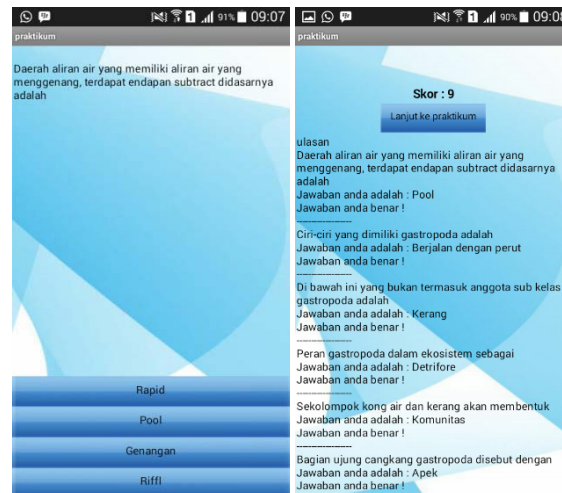 91% 09:07
praktikum
Daerah aliran air yang memiliki aliran air yang
menggenang, terdapat endapan subtract didasarnya
adalah
Rapid
Pool
Genangan
Riffl
90% 09:08
praktikum
Skor : 9
Lanjut ke praktikum
ulasan
Daerah aliran air yang memiliki aliran air yang
menggenang, terdapat endapan subtract didasarnya
adalah
Jawaban anda adalah : Pool
Jawaban anda benar !
--------------------
Ciri-ciri yang dimiliki gastropoda adalah
Jawaban anda adalah : Berjalan dengan perut
Jawaban anda benar !
--------------------
Di bawah ini yang bukan termasuk anggota sub kelas
gastropoda adalah
Jawaban anda adalah : Kerang
Jawaban anda benar !
--------------------
Peran gastropoda dalam ekosistem sebagai
Jawaban anda adalah : Detrifore
Jawaban anda benar !
--------------------
Sekolompok kong air dan kerang akan membentuk
Jawaban anda adalah : Komunitas
Jawaban anda benar !
--------------------
Bagian ujung cangkang gastropoda disebut dengan
Jawaban anda adalah : Apek
Jawaban anda benar !